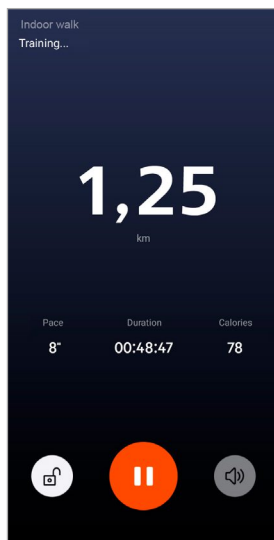 Indoor walk
Training...
1,25
km
Pace Duration Calories
8" 00:48:47 78